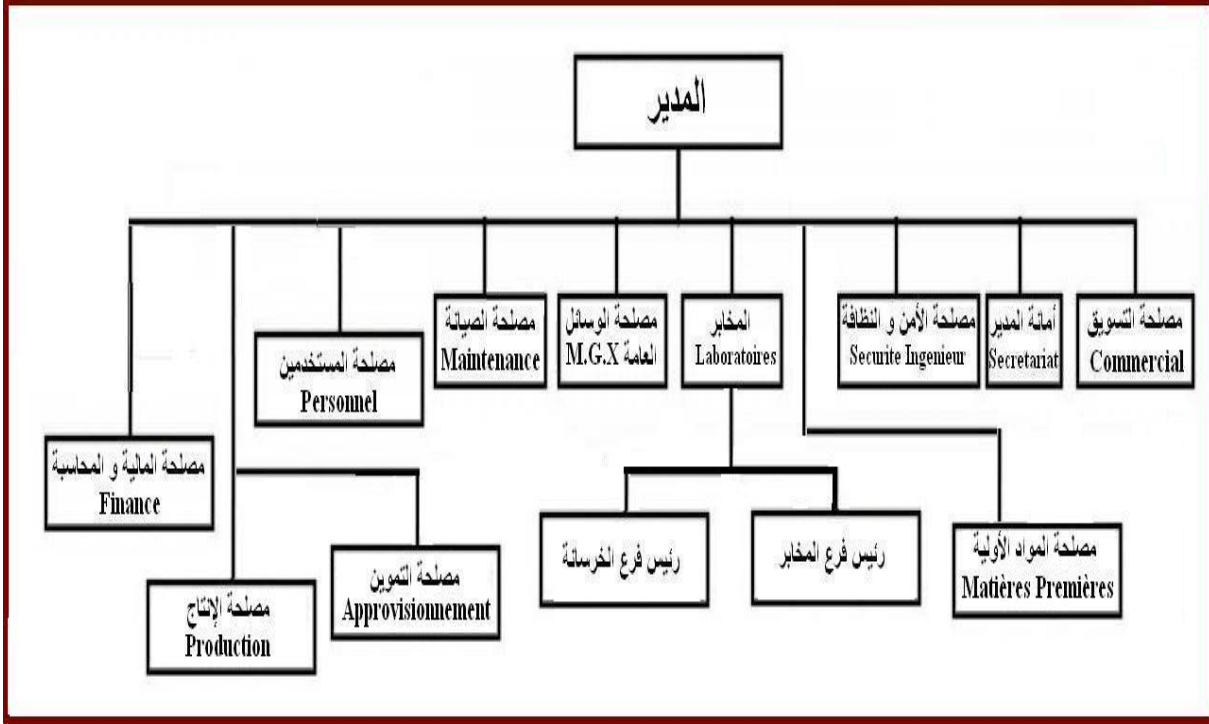 المدير
مصلحة الصيانة
Maintenance
مصلحة الوسائل
العامة M.G.X
المخابر
Laboratoires
مصلحة الأمن و النظافة
Securite Ingenieur
أمانة المدير
Secretariat
مصلحة التسويق
Commercial
مصلحة المستخدمين
Personnel
مصلحة المالية و المحاسبة
Finance
رئيس فرع الخرسانة
رئيس فرع المخابر
مصلحة المواد الأولية
Matières Premières
مصلحة التموين
Approvisionnement
مصلحة الإنتاج
Production